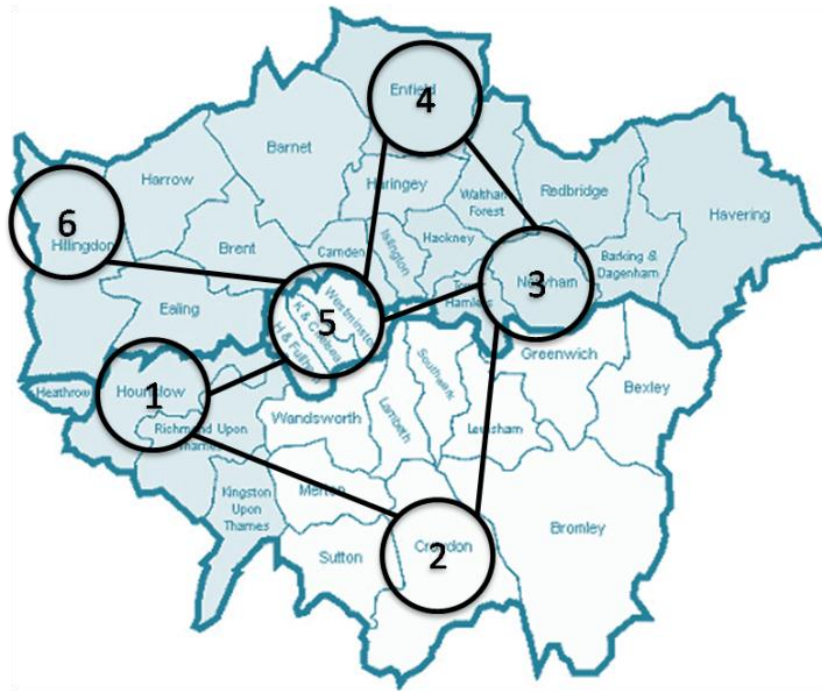 4
Enfield
Barnet
Harrow
Haringey
Waltham
Forest
Redbridge
Havering
6
Hillingdon
Brent
Camden
Islington
Hackney
Barking &
Dagenham
3
Newham
Tower
Hamlets
Ealing
5
Westminster
K & Chelsea
H & Fulham
Greenwich
Bexley
Heathrow
Hounslow
1
Richmond Upon
Thames
Wandsworth
Lambeth
Southwark
Lewisham
Kingston
Upon
Thames
Merton
Sutton
2
Croydon
Bromley